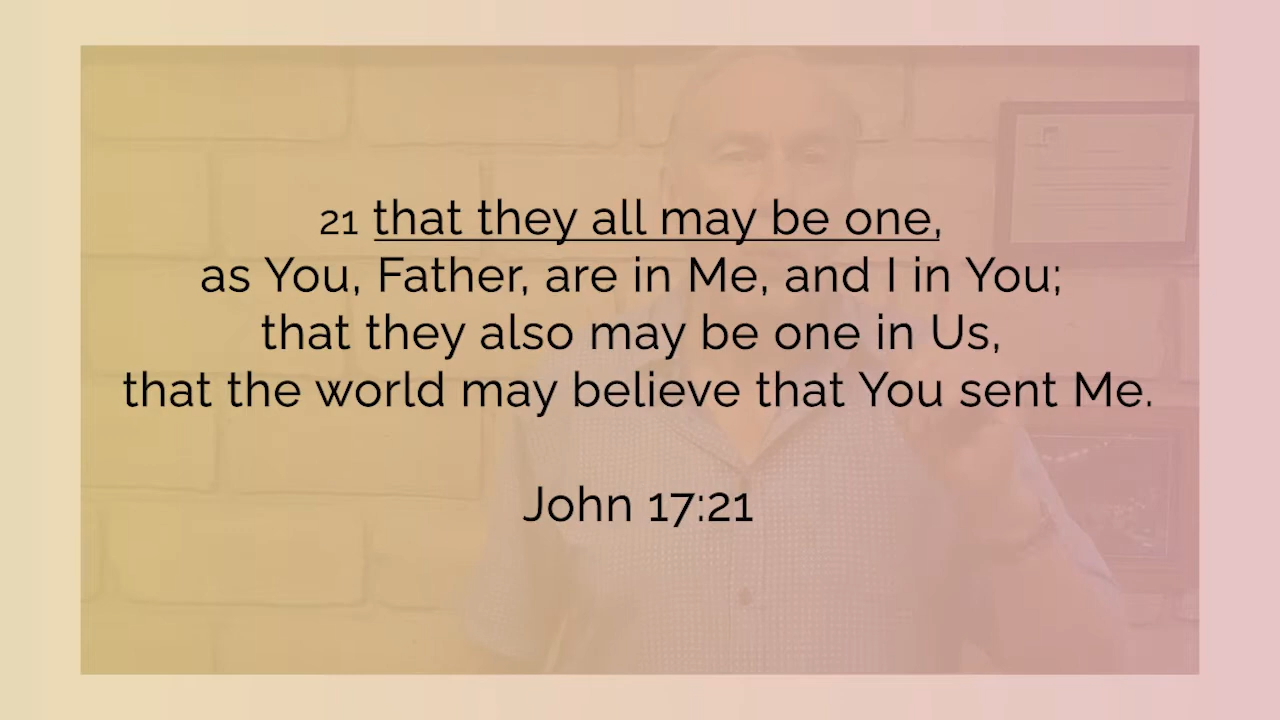 21 that they all may be one,
as You, Father, are in Me, and I in You;
that they also may be one in Us,
that the world may believe that You sent Me.
John 17:21